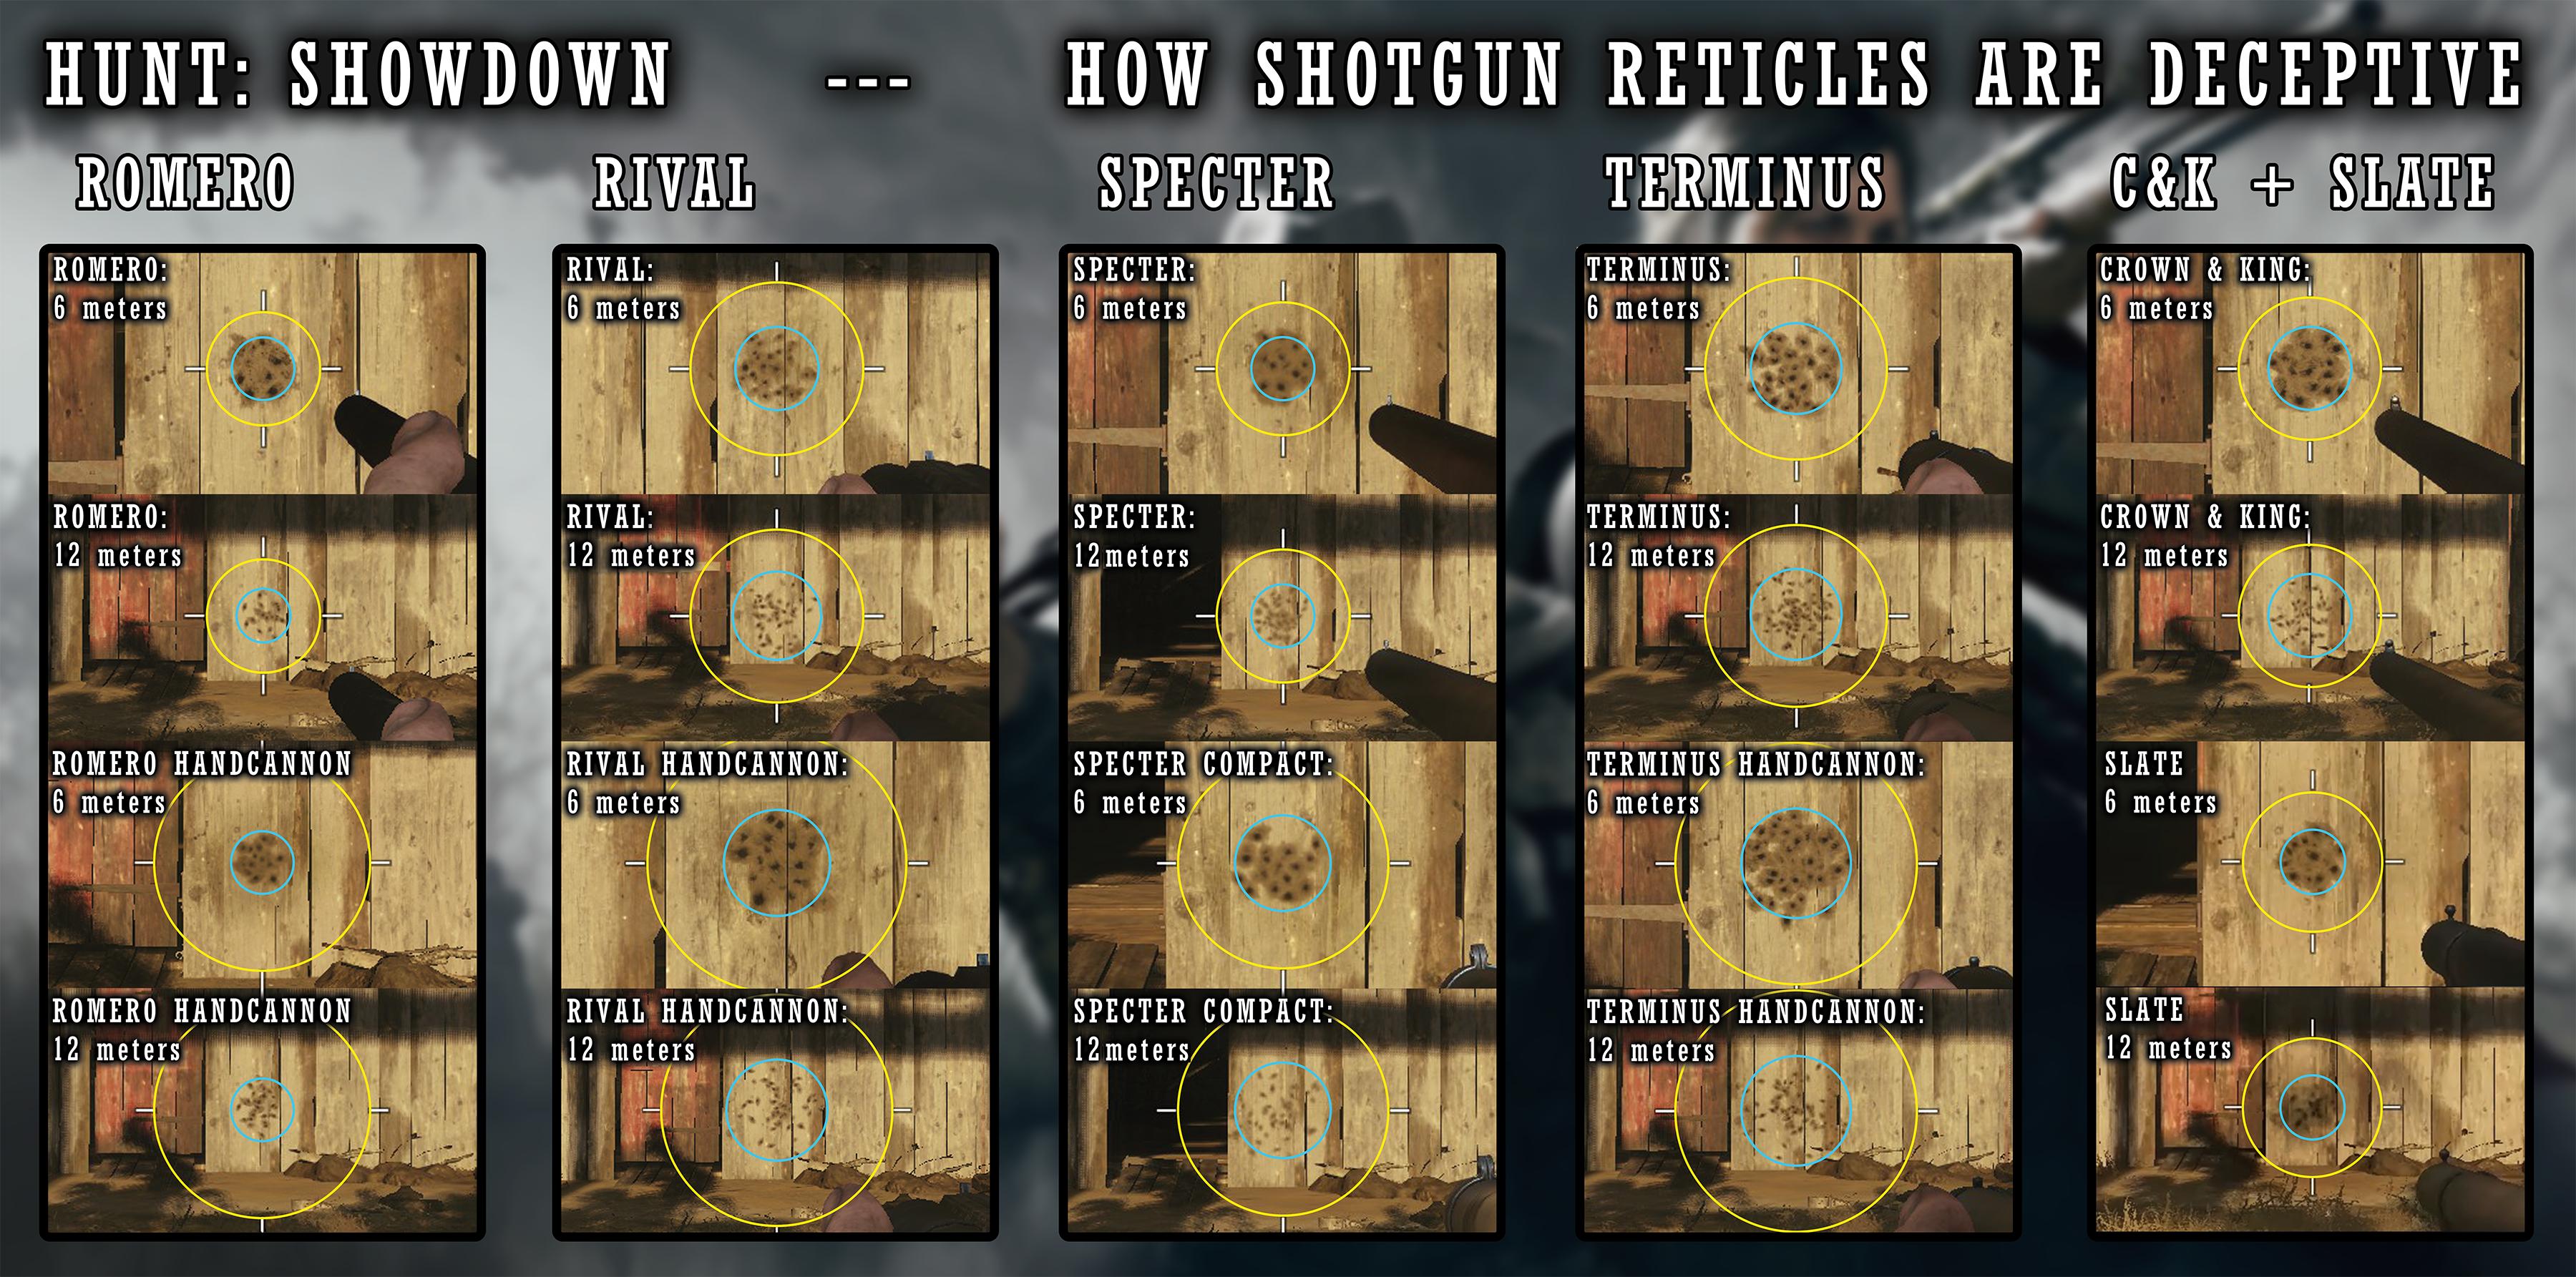 HUNT: SHOWDOWN --- HOW SHOTGUN RETICLES ARE DECEPTIVE
ROMERO
ROMERO:
6 meters
ROMERO:
12 meters
ROMERO HANDCANNON
6 meters
ROMERO HANDCANNON
12 meters
RIVAL
RIVAL:
6 meters
RIVAL:
12 meters
RIVAL HANDCANNON:
6 meters
RIVAL HANDCANNON:
12 meters
SPECTER
SPECTER:
6 meters
SPECTER:
12meters
SPECTER COMPACT:
6 meters
SPECTER COMPACT:
12meters
TERMINUS
TERMINUS:
6 meters
TERMINUS:
12 meters
TERMINUS HANDCANNON:
6 meters
TERMINUS HANDCANNON:
12 meters
C&K + SLATE
CROWN & KING:
6 meters
CROWN & KING:
12 meters
SLATE
6 meters
SLATE
12 meters